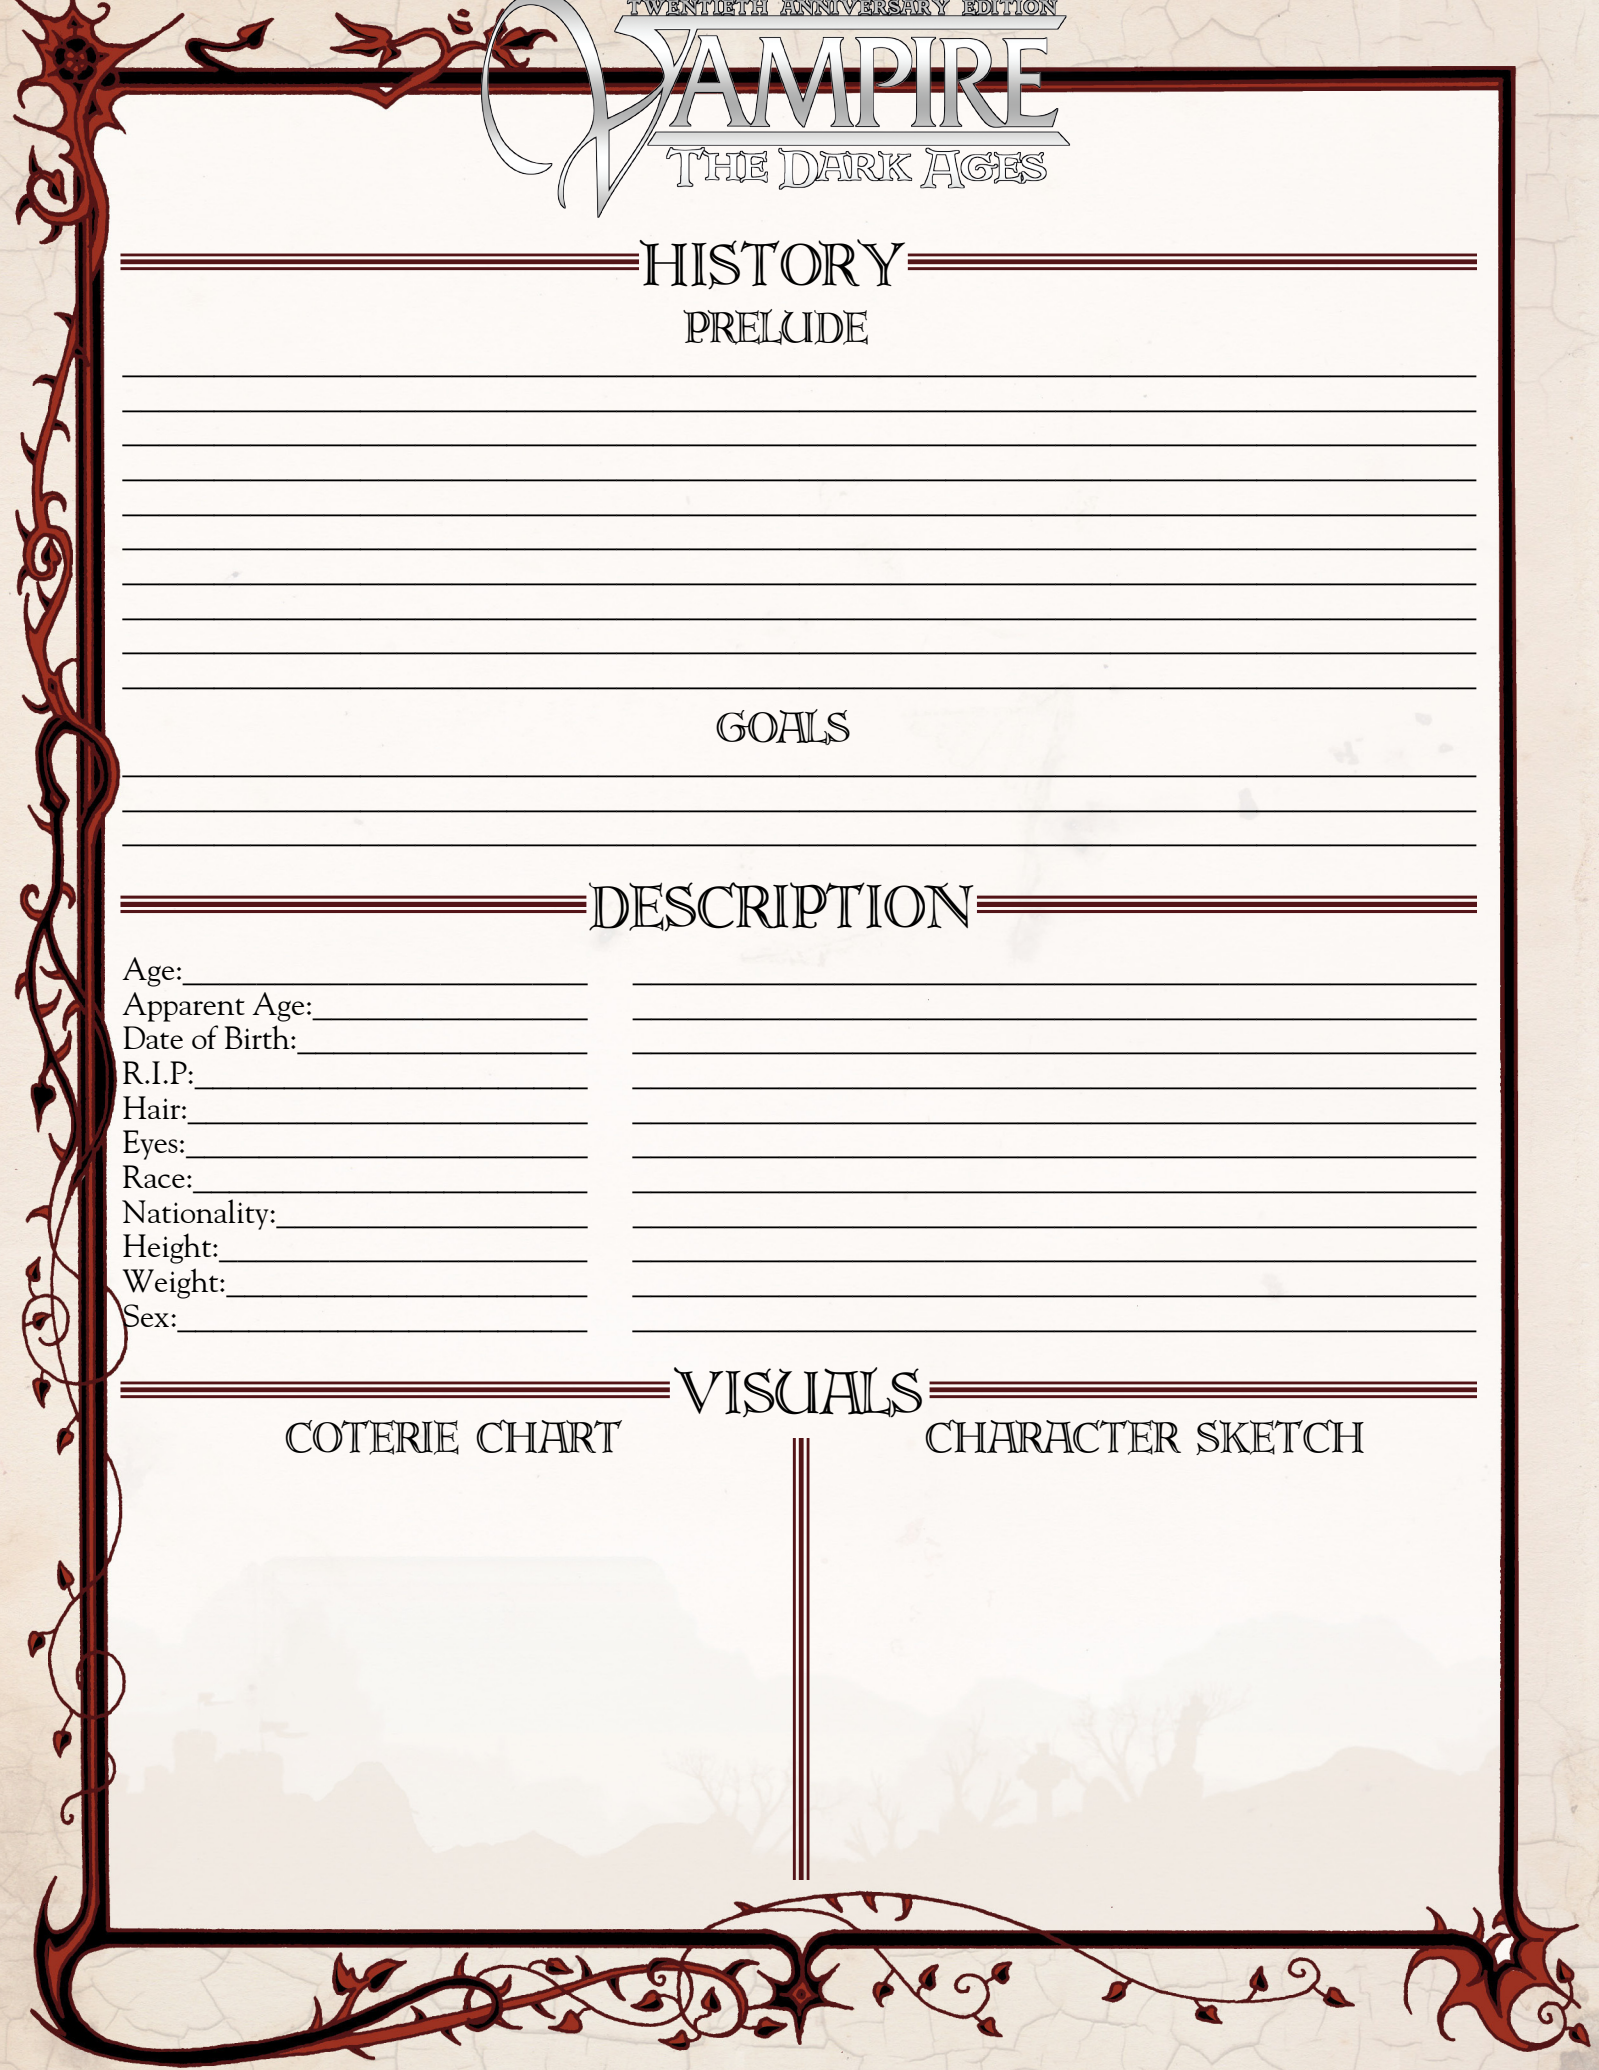 TWENTIETH ANNIVERSARY EDITION
VAMPIRE
THE DARK AGES
HISTORY
PRELUDE
GOALS
DESCRIPTION
Age:
Apparent Age:
Date of Birth:
R.I.P:
Hair:
Eyes:
Race:
Nationality:
Height:
Weight:
Sex:
VISUALS
COTERIE CHART
CHARACTER SKETCH